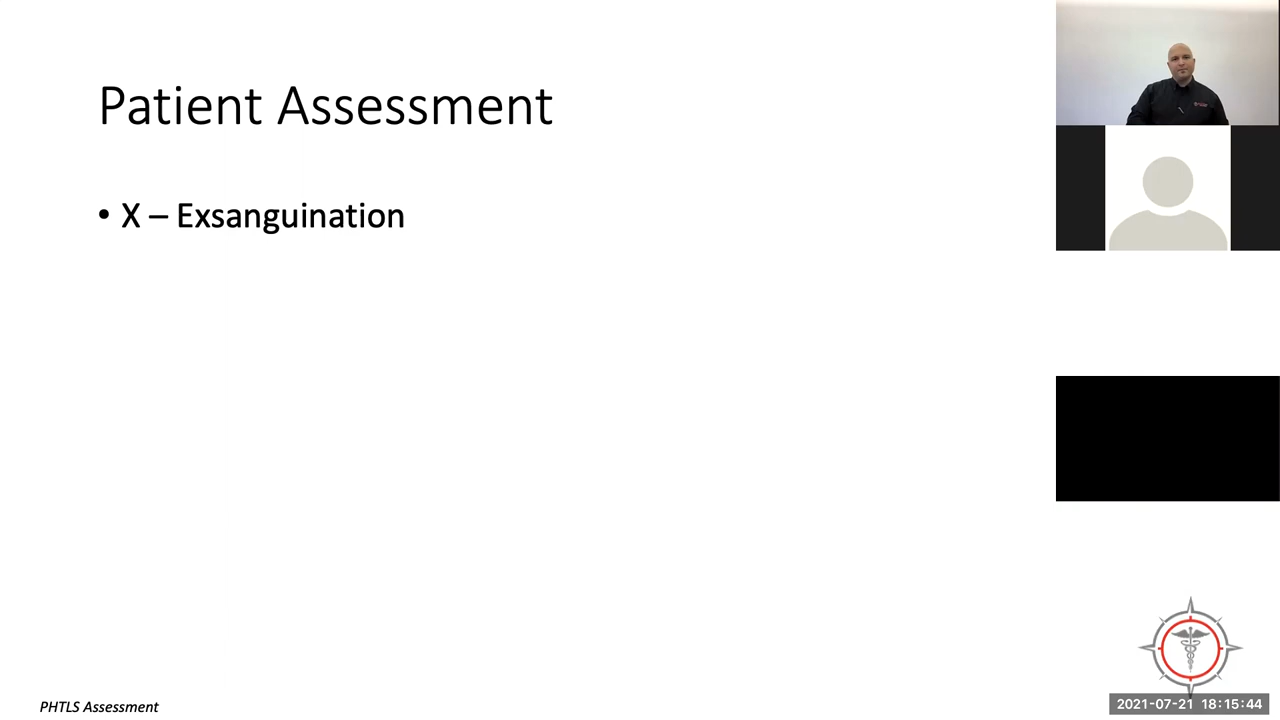 Patient Assessment
• X – Exsanguination
PHTLS Assessment
2021-07-21 18:15:44